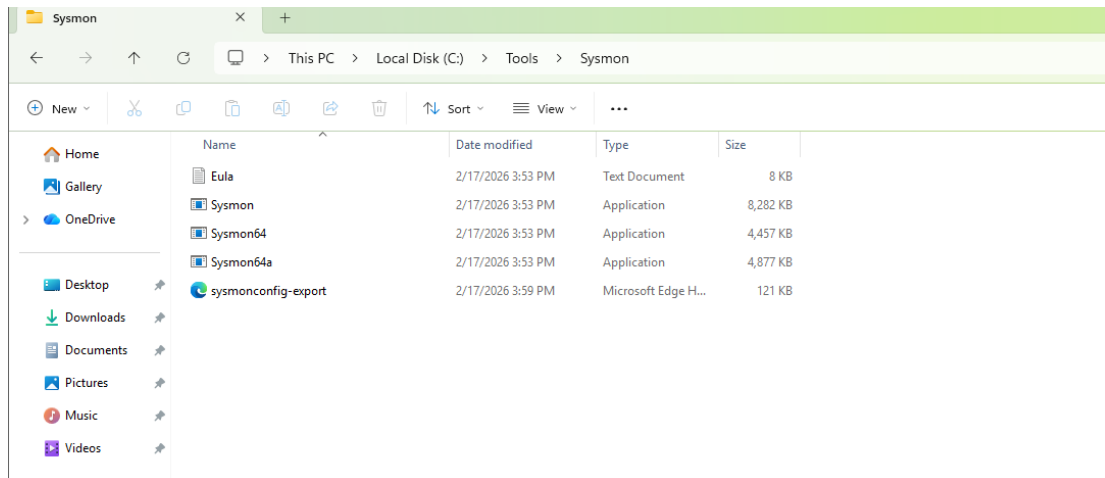 Sysmon
This PC > Local Disk (C:) > Tools > Sysmon
New Sort View
Home
Gallery
OneDrive
Desktop
Downloads
Documents
Pictures
Music
Videos
Name Date modified Type Size
Eula 2/17/2026 3:53 PM Text Document 8 KB
Sysmon 2/17/2026 3:53 PM Application 8,282 KB
Sysmon64 2/17/2026 3:53 PM Application 4,457 KB
Sysmon64a 2/17/2026 3:53 PM Application 4,877 KB
sysmonconfig-export 2/17/2026 3:59 PM Microsoft Edge H... 121 KB